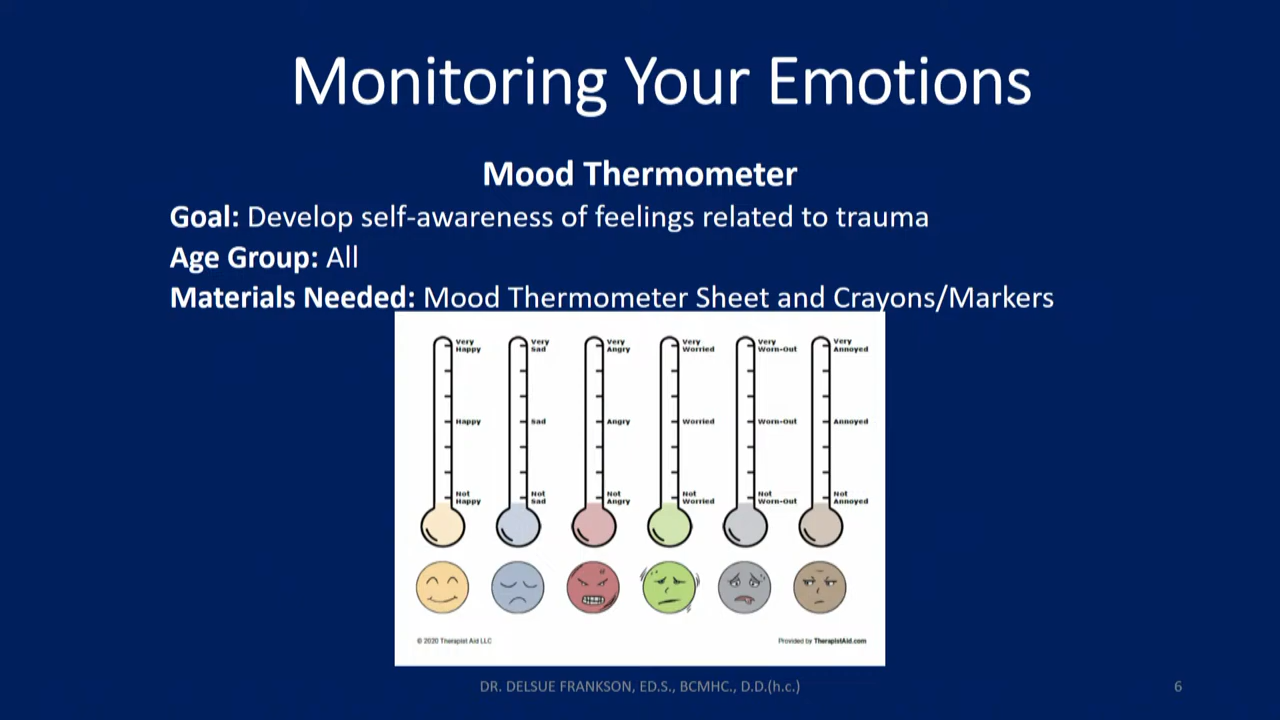 Monitoring Your Emotions
Mood Thermometer
Goal: Develop self-awareness of feelings related to trauma
Age Group: All
Materials Needed: Mood Thermometer Sheet and Crayons/Markers
Very Happy
Very Sad
Very Angry
Very Worried
Very Worn-Out
Very Annoyed
Happy
Sad
Angry
Worried
Worn-Out
Annoyed
Not Happy
Not Sad
Not Angry
Not Worried
Not Worn-Out
Not Annoyed
© 2020 Therapist Aid LLC
Provided by TherapistAid.com
DR. DELSUE FRANKSON, ED.S., BCMHC., D.D.(h.c.)
6